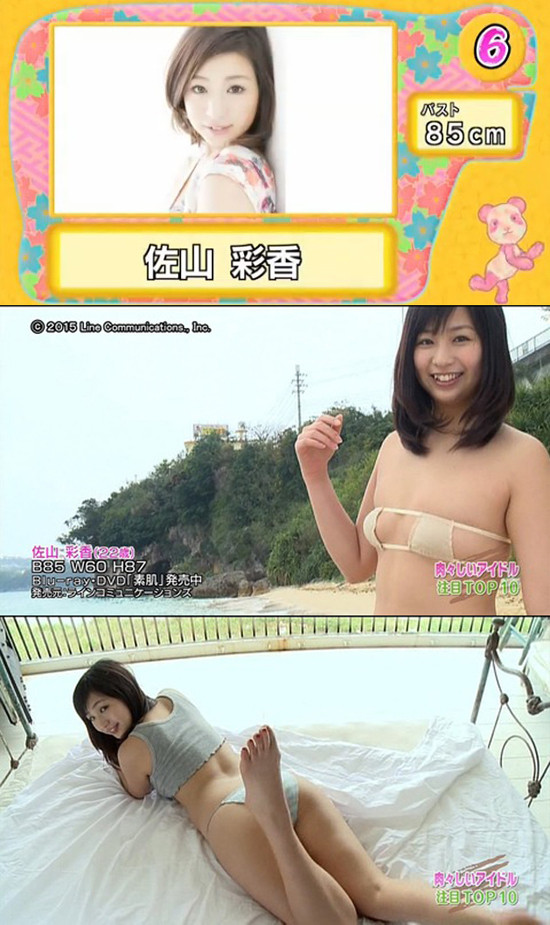 6
バスト
85cm
佐山 彩香
© 2015 Line Communications., Inc.
佐山 彩香(22歳)
B85 W60 H87
Blu-ray・DVD「素肌」発売中
発売元:ラインコミュニケーションズ
肉々しいアイドル
注目TOP10
肉々しいアイドル
注目TOP10